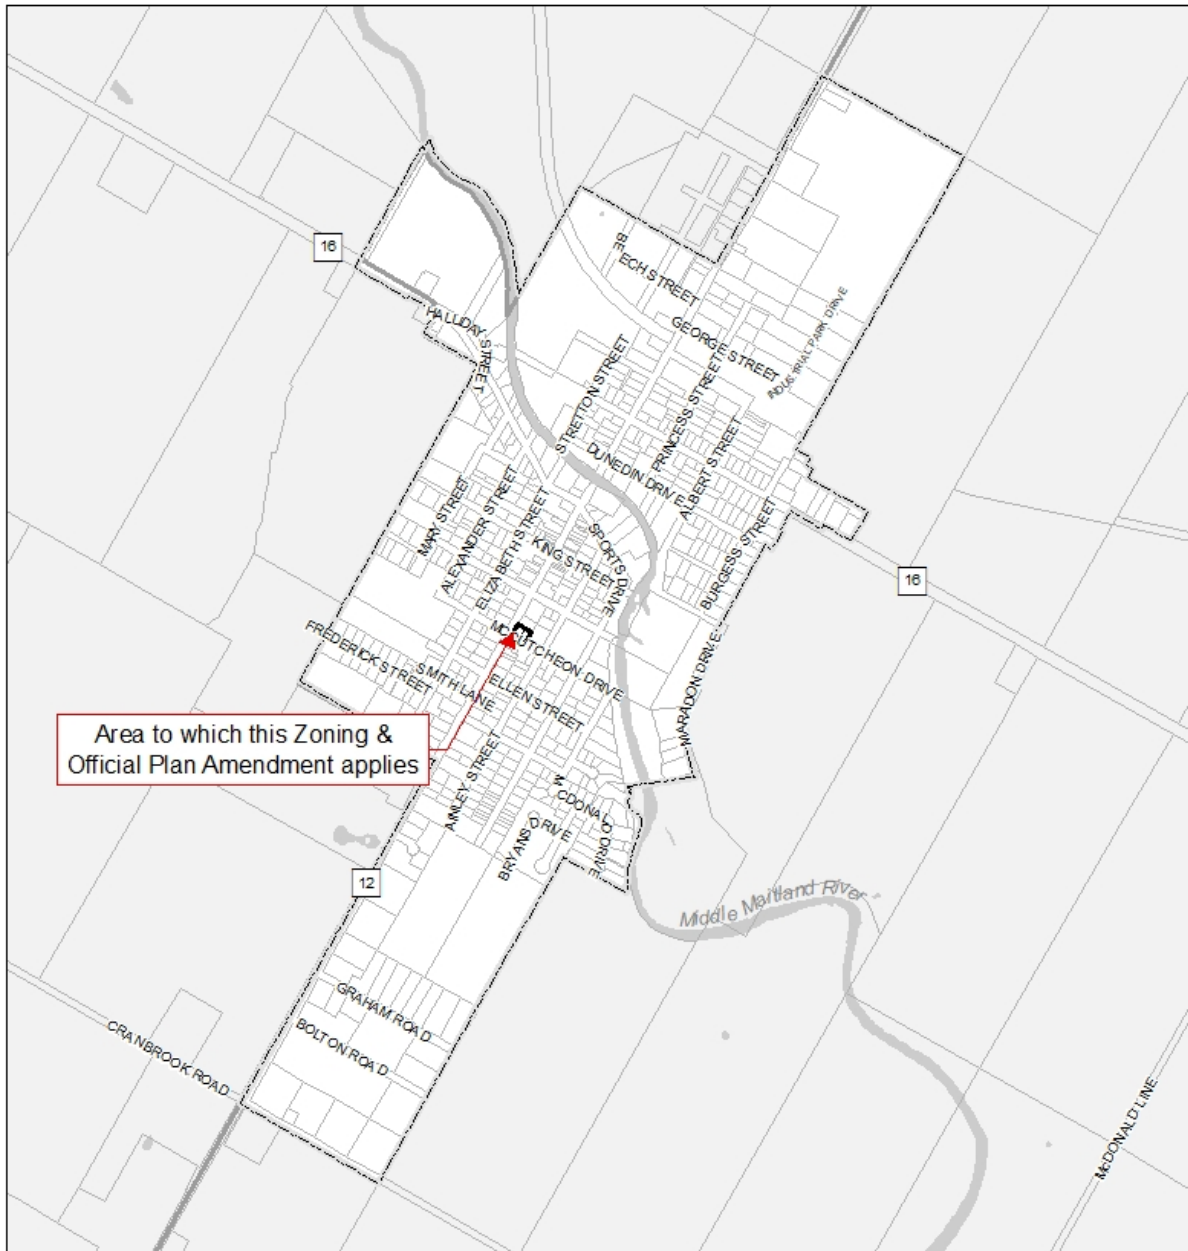 16
BEECH STREET
GEORGE STREET
INDUSTRIAL PARK DRIVE
HALLIDAY STREET
STRETTON STREET
PRINCESS STREET
DUNEDIN DRIVE
ALBERT STREET
MARY STREET
ALEXANDER STREET
ELIZABETH STREET
KING STREET
SPORTS DRIVE
BURGESS STREET
16
MCCUTCHEON DRIVE
FREDERICK STREET
SMITH LANE
ELLEN STREET
MARADON DRIVE
Area to which this Zoning &
Official Plan Amendment applies
AINLEY STREET
MCDONALD DRIVE
BRYANS DRIVE
12
Middle Maitland River
GRAHAM ROAD
BOLTON ROAD
CRANBROOK ROAD
McDONALD LINE